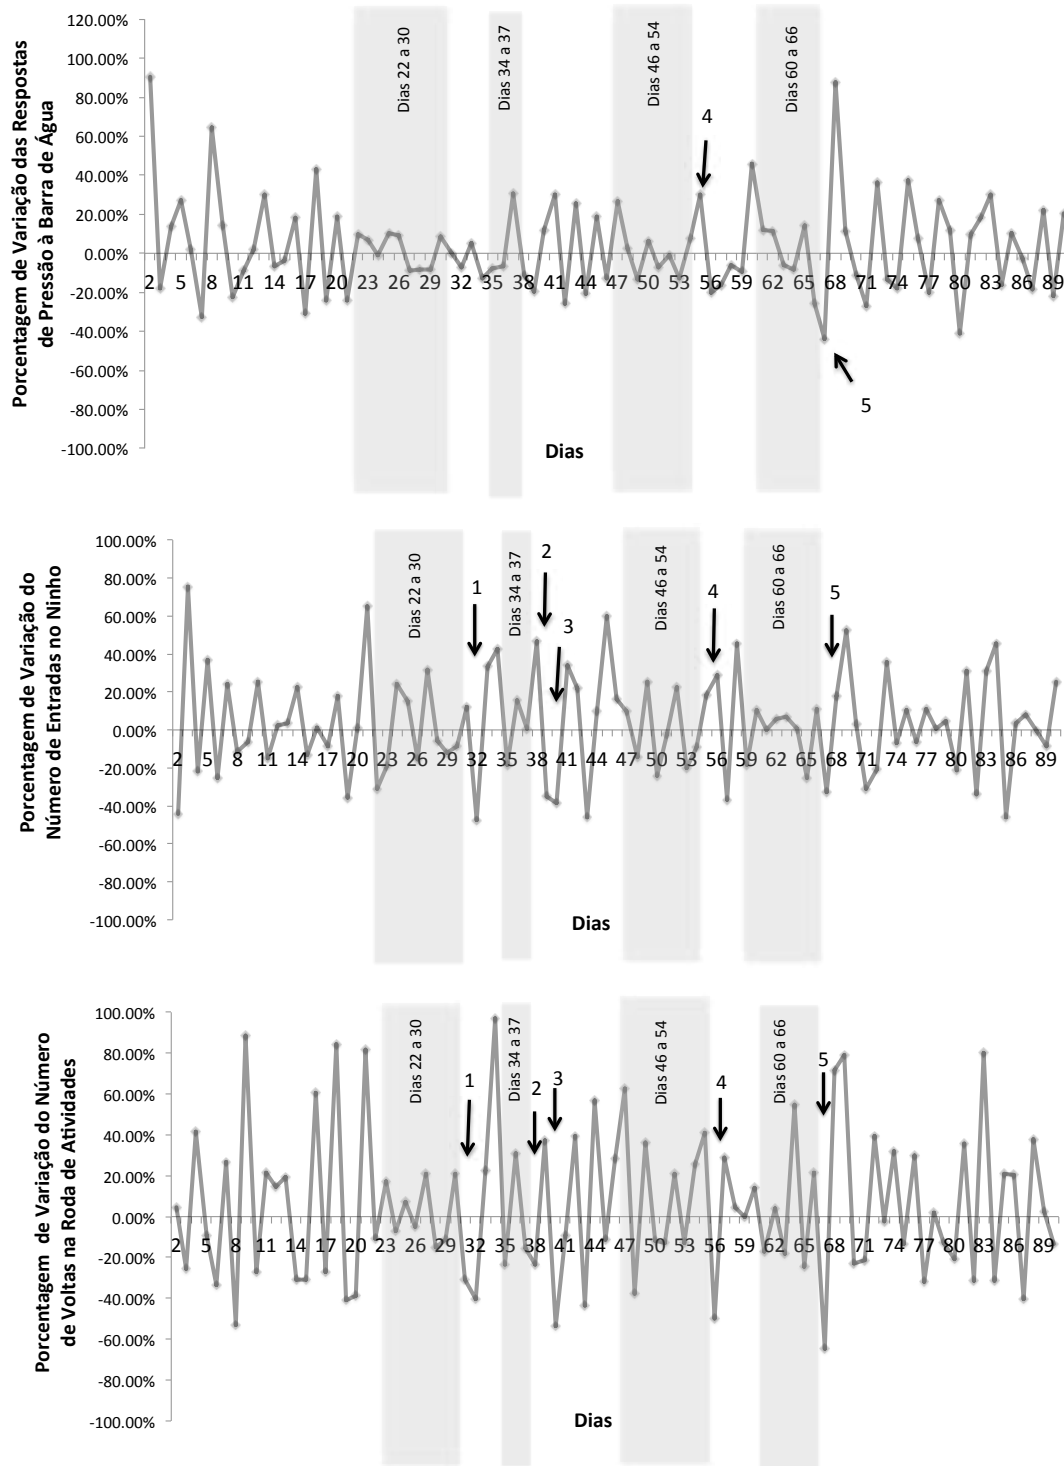 Porcentagem de Variação das Respostas
de Pressão à Barra de Água
120.00%
100.00%
80.00%
60.00%
40.00%
20.00%
0.00%
-20.00%
-40.00%
-60.00%
-80.00%
-100.00%
Dias 22 a 30
Dias 34 a 37
Dias 46 a 54
Dias 60 a 66
4
5
2 5 8 11 14 17 20 23 26 29 32 35 38 41 44 47 50 53 56 59 62 65 68 71 74 77 80 83 86 89
Dias
Porcentagem de Variação do
Número de Entradas no Ninho
100.00%
80.00%
60.00%
40.00%
20.00%
0.00%
-20.00%
-40.00%
-60.00%
-80.00%
-100.00%
Dias 22 a 30
Dias 34 a 37
Dias 46 a 54
Dias 60 a 66
1
2
3
4
5
2 5 8 11 14 17 20 23 26 29 32 35 38 41 44 47 50 53 56 59 62 65 68 71 74 77 80 83 86 89
Dias
Porcentagem de Variação do Número
de Voltas na Roda de Atividades
100.00%
80.00%
60.00%
40.00%
20.00%
0.00%
-20.00%
-40.00%
-60.00%
-80.00%
-100.00%
Dias 22 a 30
Dias 34 a 37
Dias 46 a 54
Dias 60 a 66
1
2
3
4
5
2 5 8 11 14 17 20 23 26 29 32 35 38 41 44 47 50 53 56 59 62 65 68 71 74 77 80 83 86 89
Dias